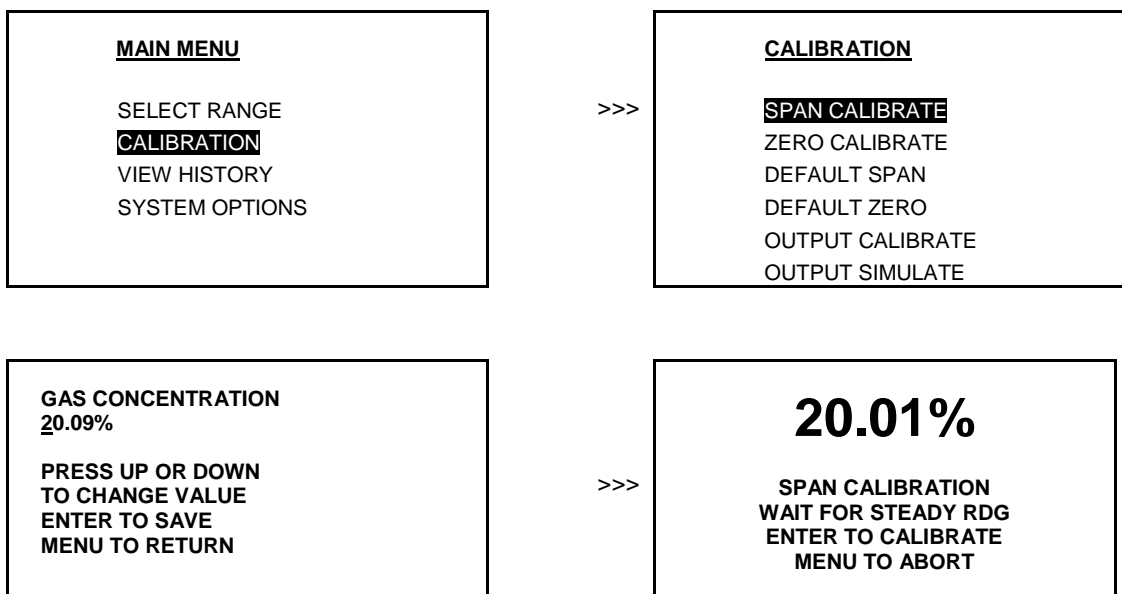 MAIN MENU
SELECT RANGE
CALIBRATION
VIEW HISTORY
SYSTEM OPTIONS
>>>
CALIBRATION
SPAN CALIBRATE
ZERO CALIBRATE
DEFAULT SPAN
DEFAULT ZERO
OUTPUT CALIBRATE
OUTPUT SIMULATE
GAS CONCENTRATION
20.09%
PRESS UP OR DOWN
TO CHANGE VALUE
ENTER TO SAVE
MENU TO RETURN
>>>
20.01%
SPAN CALIBRATION
WAIT FOR STEADY RDG
ENTER TO CALIBRATE
MENU TO ABORT